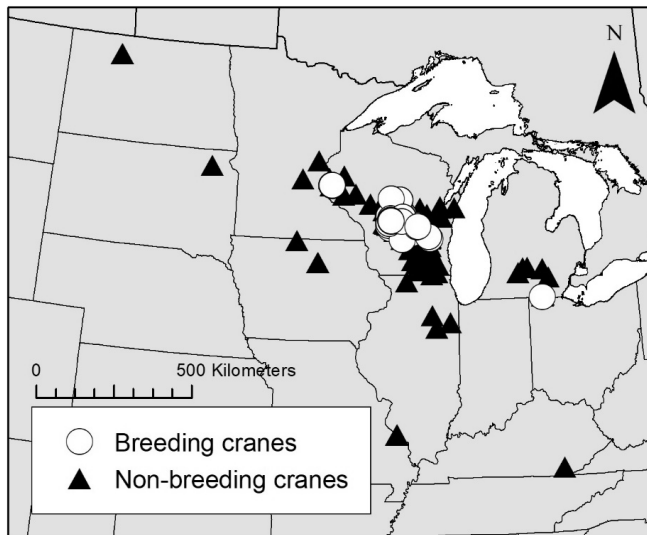 N
0 500 Kilometers
Breeding cranes
Non-breeding cranes